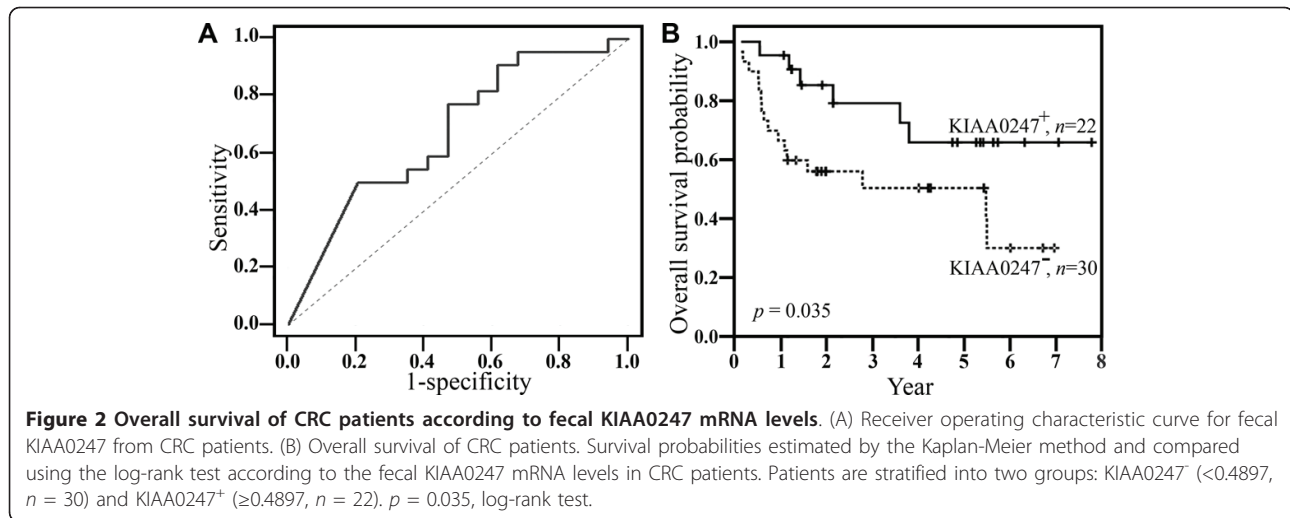 A
B
1.0
0.8
0.6
0.4
0.2
0.0
Sensitivity
0.0 0.2 0.4 0.6 0.8 1.0
1-specificity
1.0
0.8
0.6
0.4
0.2
0.0
Overall survival probability
KIAA0247⁺, n=22
KIAA0247⁻, n=30
p = 0.035
0 1 2 3 4 5 6 7 8
Year
Figure 2 Overall survival of CRC patients according to fecal KIAA0247 mRNA levels. (A) Receiver operating characteristic curve for fecal
KIAA0247 from CRC patients. (B) Overall survival of CRC patients. Survival probabilities estimated by the Kaplan-Meier method and compared
using the log-rank test according to the fecal KIAA0247 mRNA levels in CRC patients. Patients are stratified into two groups: KIAA0247⁻ (<0.4897,
n = 30) and KIAA0247⁺ (≥0.4897, n = 22). p = 0.035, log-rank test.